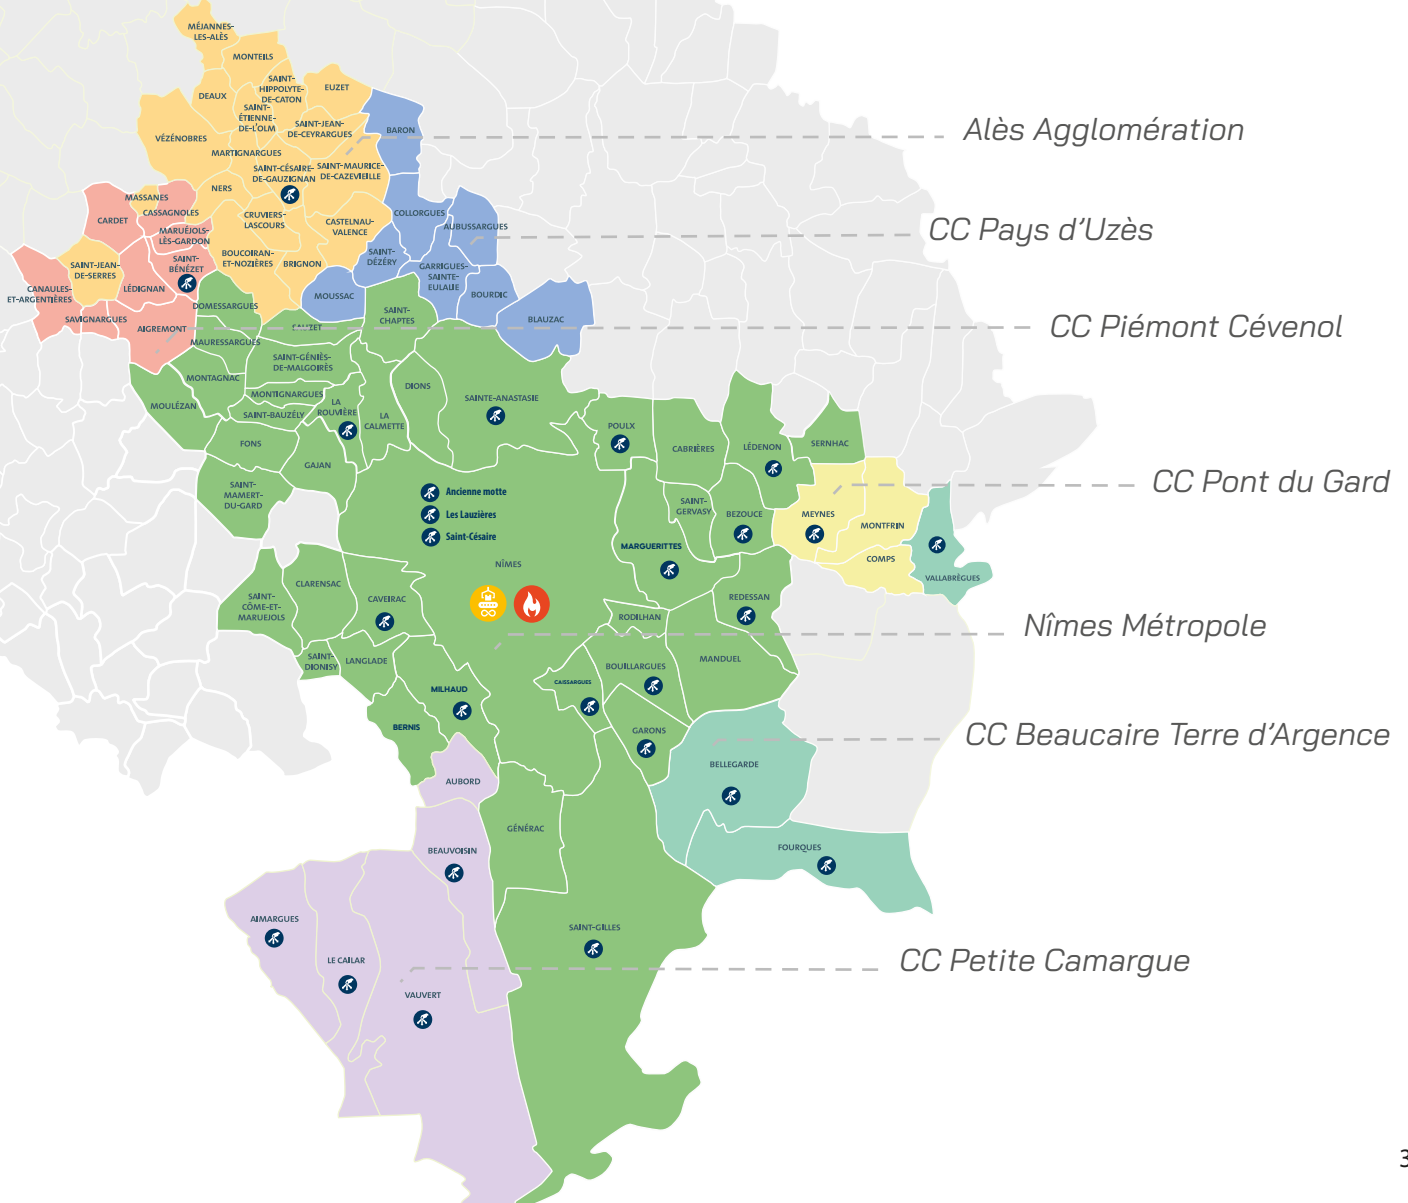 MÉJANNES-
LES-ALÈS
MONTEILS
SAINT-
HIPPOLYTE-
DE-CATON
EUZET
DEAUX
SAINT-
ÉTIENNE-
DE-L'OLM
SAINT-JEAN-
DE-CEYRARGUES
BARON
Alès Agglomération
VÉZÉNOBRES
MARTIGNARGUES
SAINT-CÉSAIRE-
DE-GAUZIGNAN
SAINT-MAURICE-
DE-CAZEVIEILLE
NERS
MASSANES
CASSAGNOLES
CARDET
CRUVIERS-
LASCOURS
CASTELNAU-
VALENCE
COLLORGUES
AUBUSSARGUES
CC Pays d'Uzès
MARUÉJOLS-
LÈS-GARDON
BOUCOIRAN-
ET-NOZIÈRES
BRIGNON
SAINT-
DÉZÉRY
GARRIGUES-
SAINTE-
EULALIE
SAINT-JEAN-
DE-SERRES
SAINT-
BÉNÉZET
CANAULES-
ET-ARGENTIÈRES
LÉDIGNAN
MOUSSAC
BOURDIC
DOMESSARGUES
SAINT-
CHAPTES
BLAUZAC
SAVIGNARGUES
AIGREMONT
SAUZET
CC Piémont Cévenol
MAURESSARGUES
SAINT-GÉNIÈS-
DE-MALGOIRÈS
MONTAGNAC
DIONS
MONTIGNARGUES
SAINTE-ANASTASIE
MOULÉZAN
SAINT-BAUZÉLY
LA
ROUVIÈRE
LA
CALMETTE
POULX
FONS
CABRIÈRES
LÉDENON
SERNHAC
GAJAN
SAINT-
MAMERT-
DU-GARD
Ancienne motte
Les Lauzières
Saint-Césaire
CC Pont du Gard
SAINT-
GERVASY
BEZOUCE
MEYNES
MONTFRIN
MARGUERITTES
COMPS
NÎMES
VALLABRÈGUES
CLARENSAC
SAINT-
CÔME-ET-
MARUEJOLS
CAVEIRAC
REDESSAN
RODILHAN
Nîmes Métropole
SAINT-
DIONISY
LANGLADE
BOUILLARGUES
MANDUEL
CAISSARGUES
MILHAUD
BERNIS
GARONS
CC Beaucaire Terre d'Argence
BELLEGARDE
AUBORD
GÉNÉRAC
BEAUVOISIN
FOURQUES
AIMARGUES
SAINT-GILLES
LE CAILAR
CC Petite Camargue
VAUVERT
3